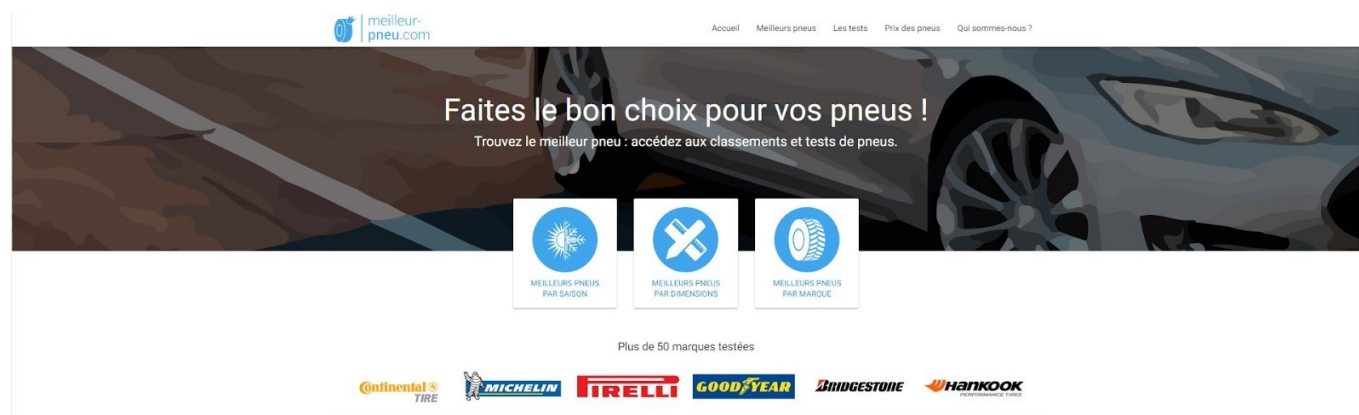 meilleur-
pneu.com
Accueil Meilleurs pneus Les tests Prix des pneus Qui sommes-nous ?
Faites le bon choix pour vos pneus !
Trouvez le meilleur pneu : accédez aux classements et tests de pneus.
MEILLEURS PNEUS
PAR SAISON
MEILLEURS PNEUS
PAR DIMENSIONS
MEILLEURS PNEUS
PAR MARQUE
Plus de 50 marques testées
Continental
TIRE
MICHELIN
PIRELLI
GOODYEAR
BRIDGESTONE
HANKOOK
PERFORMANCE TIRES